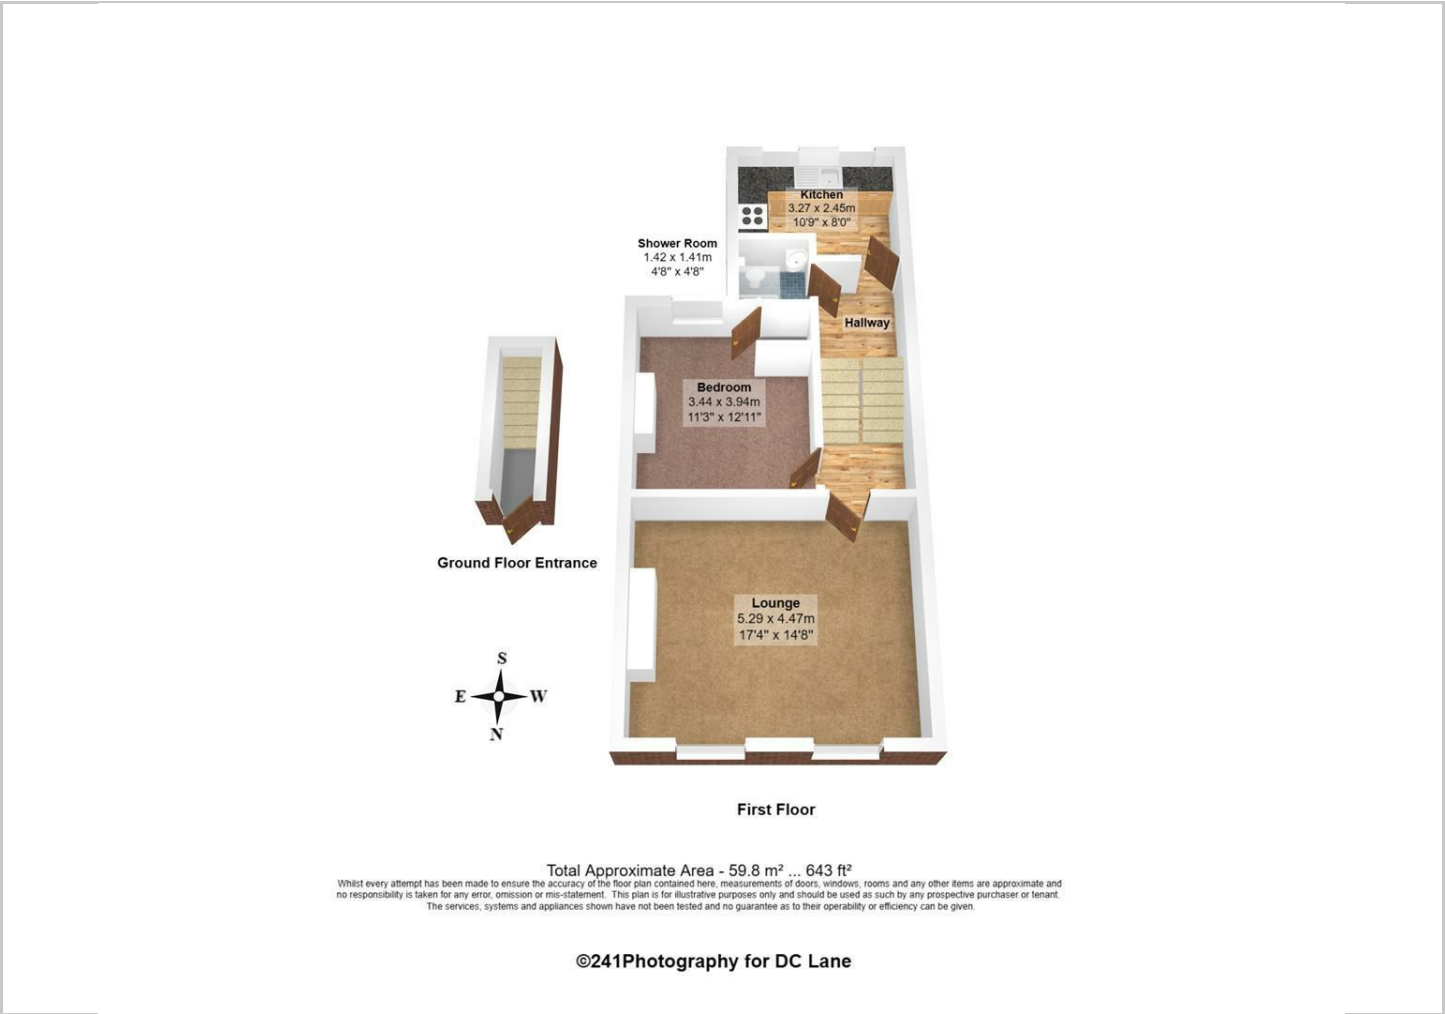 Kitchen
3.27 x 2.45m
10'9" x 8'0"
Shower Room
1.42 x 1.41m
4'8" x 4'8"
Hallway
Bedroom
3.44 x 3.94m
11'3" x 12'11"
Ground Floor Entrance
Lounge
5.29 x 4.47m
17'4" x 14'8"
S
E W
N
First Floor
Total Approximate Area - 59.8 m² ... 643 ft²
Whilst every attempt has been made to ensure the accuracy of the floor plan contained here, measurements of doors, windows, rooms and any other items are approximate and
no responsibility is taken for any error, omission or mis-statement. This plan is for illustrative purposes only and should be used as such by any prospective purchaser or tenant.
The services, systems and appliances shown have not been tested and no guarantee as to their operability or efficiency can be given.
©241Photography for DC Lane